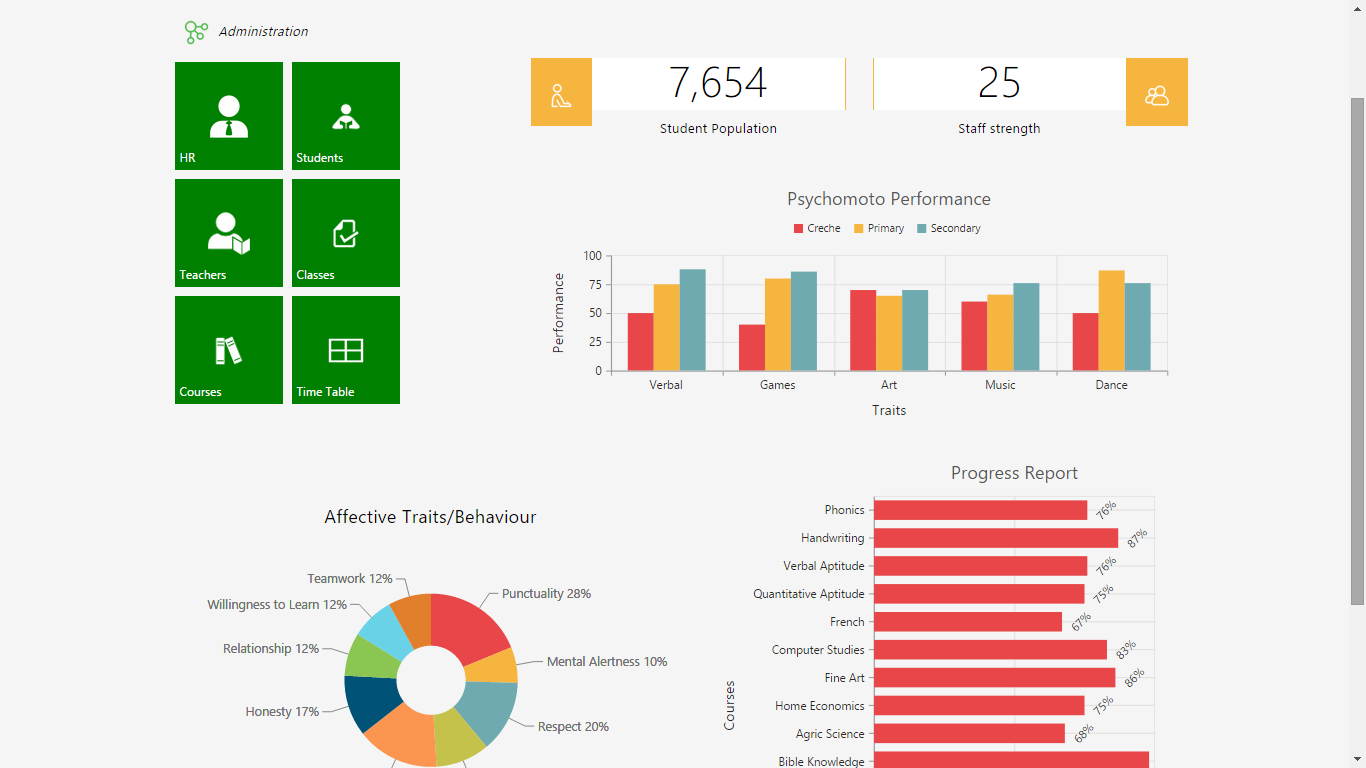 Administration
HR
Students
Teachers
Classes
Courses
Time Table
7,654
Student Population
25
Staff strength
Psychomoto Performance
Creche
Primary
Secondary
Performance
100
75
50
25
0
Verbal
Games
Art
Music
Dance
Traits
Affective Traits/Behaviour
Teamwork 12%
Willingness to Learn 12%
Relationship 12%
Honesty 17%
Punctuality 28%
Mental Alertness 10%
Respect 20%
Progress Report
Courses
Phonics 76%
Handwriting 87%
Verbal Aptitude 76%
Quantitative Aptitude 75%
French 67%
Computer Studies 83%
Fine Art 86%
Home Economics 75%
Agric Science 68%
Bible Knowledge